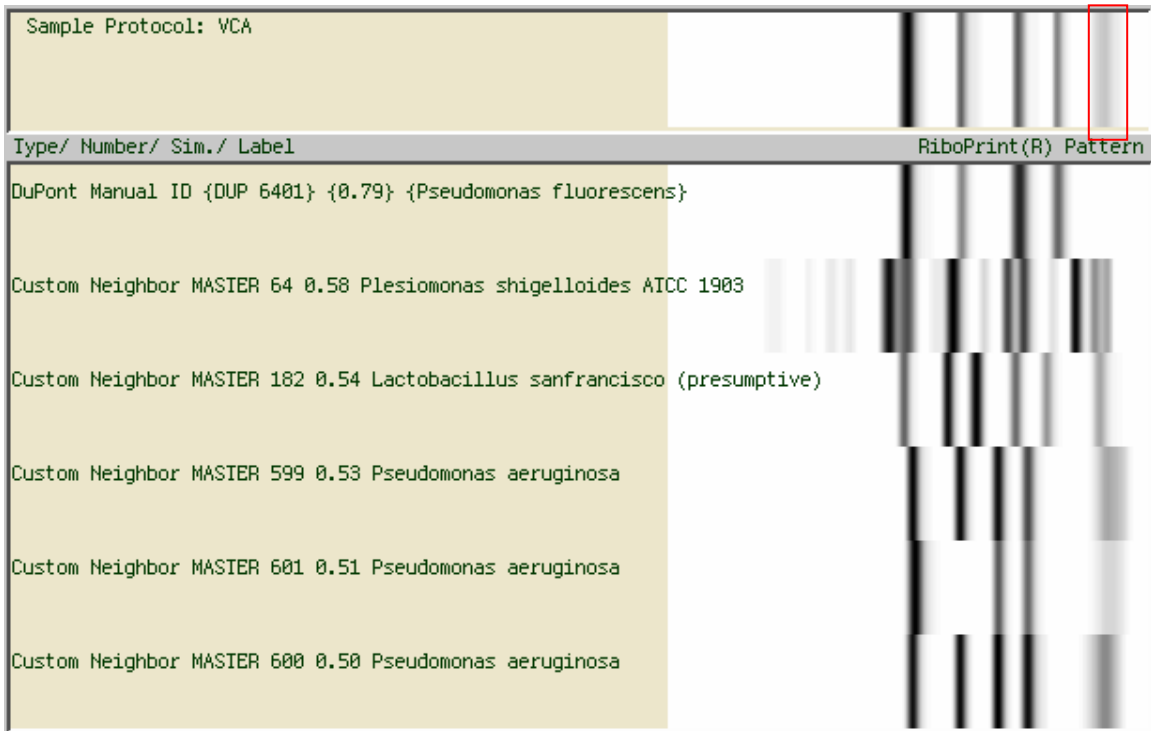 Sample Protocol: VCA
Type/ Number/ Sim./ Label RiboPrint(R) Pattern
DuPont Manual ID {DUP 6401} {0.79} {Pseudomonas fluorescens}
Custom Neighbor MASTER 64 0.58 Plesiomonas shigelloides ATCC 1903
Custom Neighbor MASTER 182 0.54 Lactobacillus sanfrancisco (presumptive)
Custom Neighbor MASTER 599 0.53 Pseudomonas aeruginosa
Custom Neighbor MASTER 601 0.51 Pseudomonas aeruginosa
Custom Neighbor MASTER 600 0.50 Pseudomonas aeruginosa